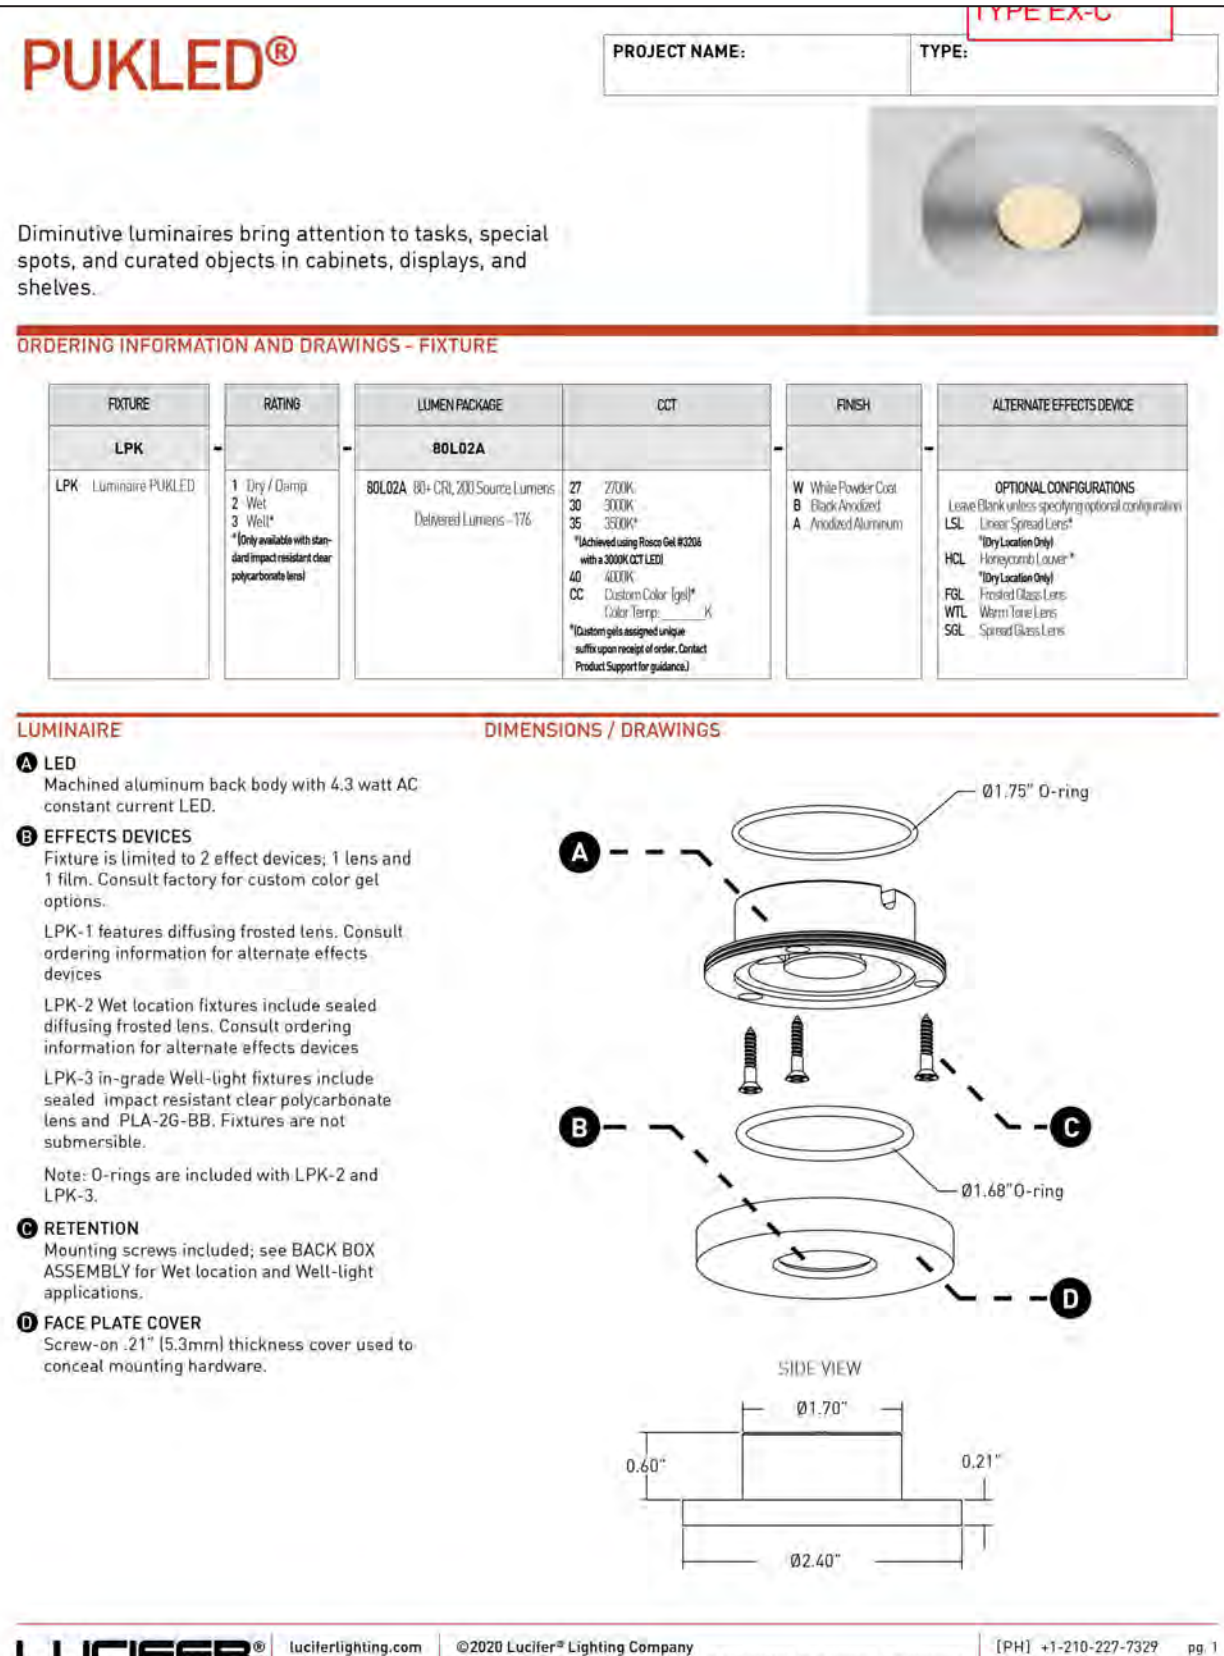 TYPE EX-C
PUKLED®
PROJECT NAME:
TYPE:
Diminutive luminaires bring attention to tasks, special
spots, and curated objects in cabinets, displays, and
shelves.
ORDERING INFORMATION AND DRAWINGS - FIXTURE
FIXTURE
LPK
LPK Luminaire PUKLED
-
RATING
1 Dry / Damp
2 Wet
3 Well*
*(Only available with stan-
dard impact resistant clear
polycarbonate lens)
-
LUMEN PACKAGE
80L02A
80L02A 80+ CRI, 200 Source Lumens
Delivered Lumens - 176
CCT
27 2700K
30 3000K
35 3500K*
*(Achieved using Rosco Gel #3206
with a 3000K CCT LED)
40 4000K
CC Custom Color (gel)*
Color Temp: ______K
*(Custom gels assigned unique
suffix upon receipt of order. Contact
Product Support for guidance.)
-
FINISH
W White Powder Coat
B Black Anodized
A Anodized Aluminum
-
ALTERNATE EFFECTS DEVICE
OPTIONAL CONFIGURATIONS
Leave Blank unless specifying optional configuration
LSL Linear Spread Lens*
*(Dry Location Only)
HCL Honeycomb Louver *
*(Dry Location Only)
FGL Frosted Glass Lens
WTL Warm Tone Lens
SGL Spread Glass Lens
LUMINAIRE
A LED
Machined aluminum back body with 4.3 watt AC
constant current LED.
B EFFECTS DEVICES
Fixture is limited to 2 effect devices; 1 lens and
1 film. Consult factory for custom color gel
options.
LPK-1 features diffusing frosted lens. Consult
ordering information for alternate effects
devices
LPK-2 Wet location fixtures include sealed
diffusing frosted lens. Consult ordering
information for alternate effects devices
LPK-3 in-grade Well-light fixtures include
sealed impact resistant clear polycarbonate
lens and PLA-2G-BB. Fixtures are not
submersible.
Note: O-rings are included with LPK-2 and
LPK-3.
C RETENTION
Mounting screws included; see BACK BOX
ASSEMBLY for Wet location and Well-light
applications.
D FACE PLATE COVER
Screw-on .21" (5.3mm) thickness cover used to
conceal mounting hardware.
DIMENSIONS / DRAWINGS
Ø1.75" O-ring
A
B
C
Ø1.68"O-ring
D
SIDE VIEW
Ø1.70"
0.60"
0.21"
Ø2.40"
LUCIFER®
luciferlighting.com
©2020 Lucifer® Lighting Company
[PH] +1-210-227-7329
pg. 1